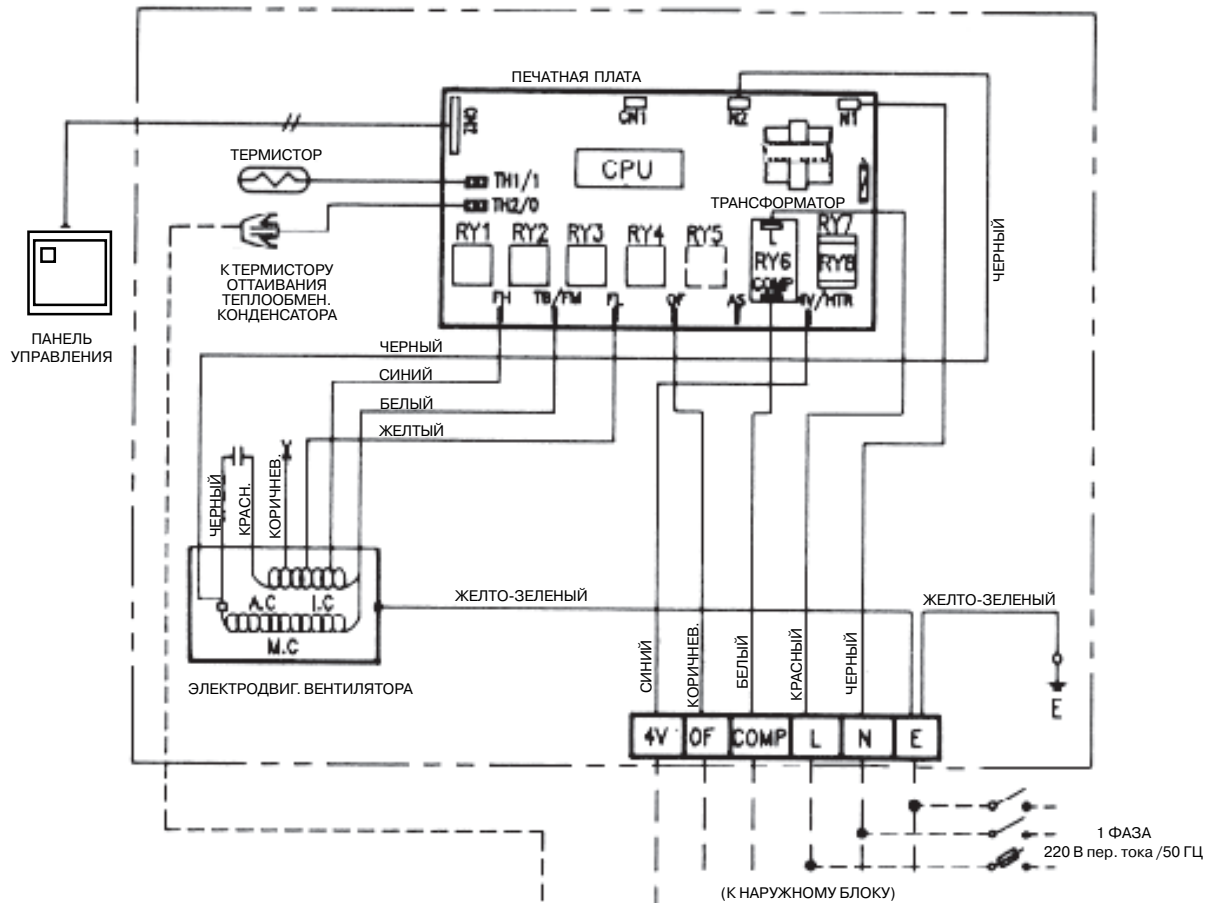 ПЕЧАТНАЯ ПЛАТА
CN1
N2
N1
ТЕРМИСТОР
TH1/1
CPU
TH2/0
ТРАНСФОРМАТОР
RY1
RY2
RY3
RY4
RY5
L
RY7
RY6
RY8
COMP
К ТЕРМИСТОРУ
ОТТАИВАНИЯ
ТЕПЛООБМЕН.
КОНДЕНСАТОРА
FH
TB/FM
FL
OF
AS
4V/HTR
ЧЕРНЫЙ
ПАНЕЛЬ
УПРАВЛЕНИЯ
ЧЕРНЫЙ
СИНИЙ
БЕЛЫЙ
ЖЕЛТЫЙ
ЧЕРНЫЙ
КРАСН.
КОРИЧНЕВ.
A.C
I.C
M.C
ЭЛЕКТРОДВИГ. ВЕНТИЛЯТОРА
ЖЕЛТО-ЗЕЛЕНЫЙ
ЖЕЛТО-ЗЕЛЕНЫЙ
СИНИЙ
КОРИЧНЕВ.
БЕЛЫЙ
КРАСНЫЙ
ЧЕРНЫЙ
E
4V
OF
COMP
L
N
E
1 ФАЗА
220 В пер. тока /50 ГЦ
(К НАРУЖНОМУ БЛОКУ)